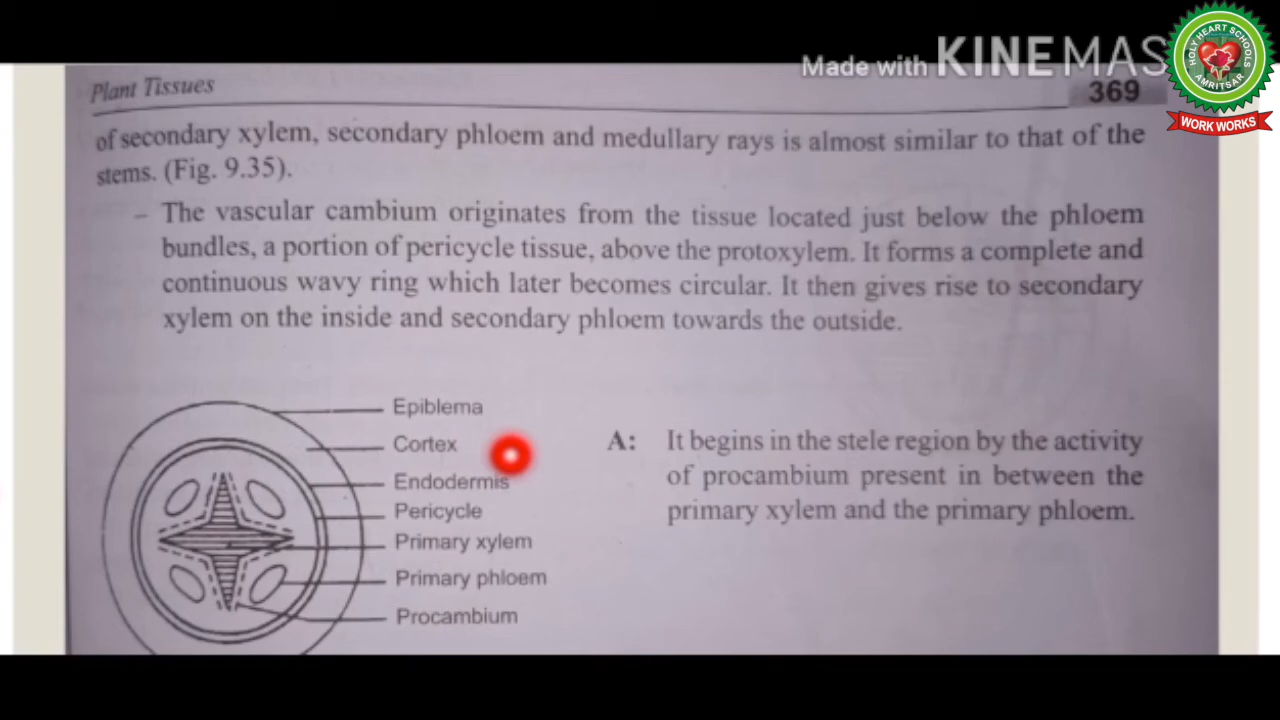 Made with KINEMAS
HOLY HEART SCHOOLS
AMRITSAR
WORK WORKS
Plant Tissues
369
of secondary xylem, secondary phloem and medullary rays is almost similar to that of the
stems. (Fig. 9.35).
– The vascular cambium originates from the tissue located just below the phloem
bundles, a portion of pericycle tissue, above the protoxylem. It forms a complete and
continuous wavy ring which later becomes circular. It then gives rise to secondary
xylem on the inside and secondary phloem towards the outside.
Epiblema
Cortex
Endodermis
Pericycle
Primary xylem
Primary phloem
Procambium
A: It begins in the stele region by the activity
of procambium present in between the
primary xylem and the primary phloem.